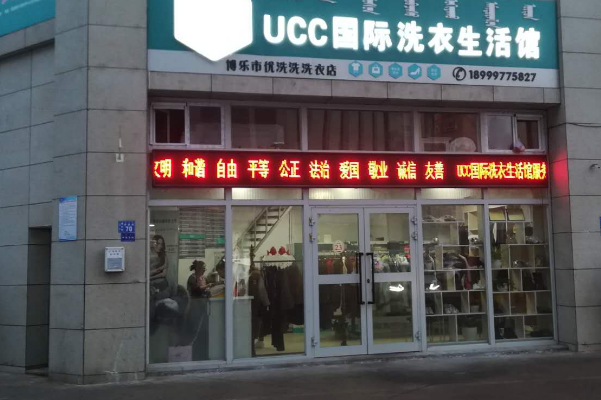 UCC国际洗衣生活馆
博乐市优洗洗洗衣店 18999775827
文明 和谐 自由 平等 公正 法治 爱国 敬业 诚信 友善 UCC国际洗衣生活馆服务
70